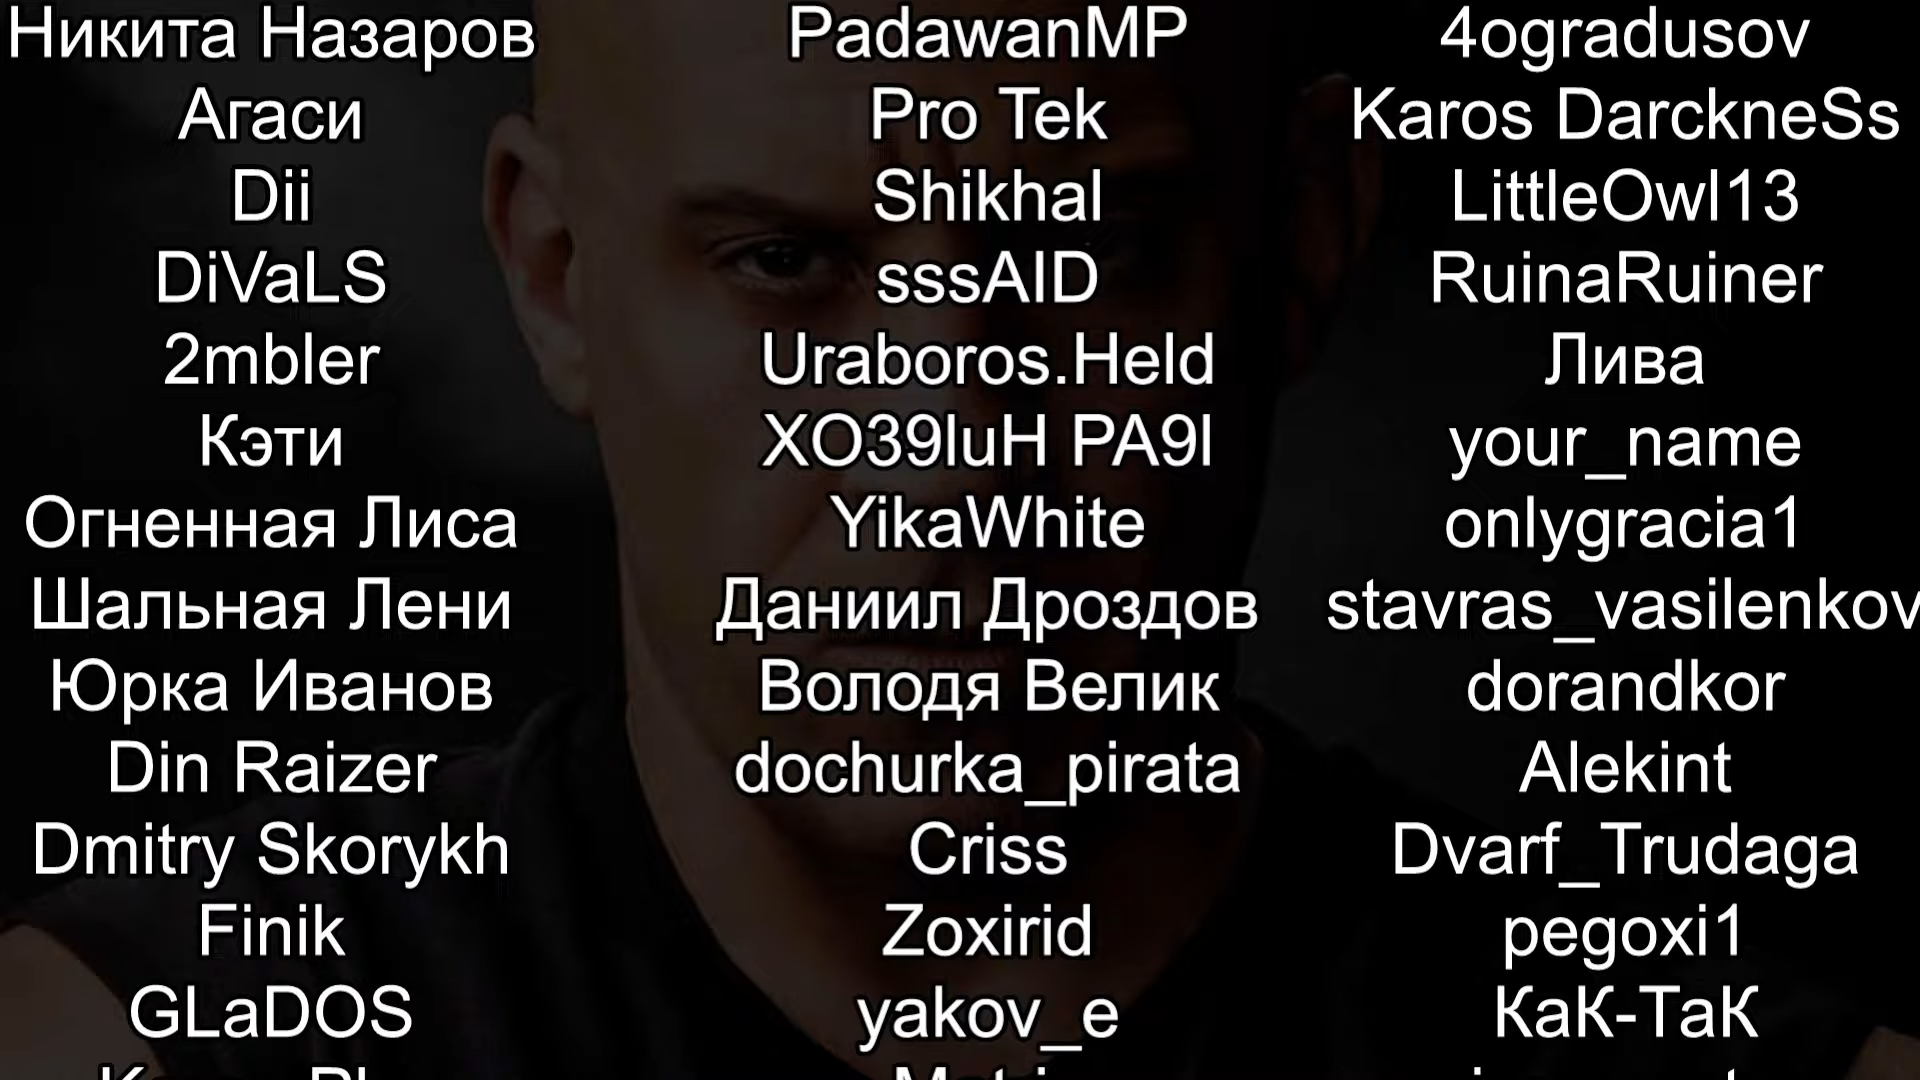 Никита Назаров
Агаси
Dii
DiVaLS
2mbler
Кэти
Огненная Лиса
Шальная Лени
Юрка Иванов
Din Raizer
Dmitry Skorykh
Finik
GLaDOS
PadawanMP
Pro Tek
Shikhal
sssAID
Uraboros.Held
XO39luH PA9l
YikaWhite
Даниил Дроздов
Володя Велик
dochurka_pirata
Criss
Zoxirid
yakov_e
4ogradusov
Karos DarckneSs
LittleOwl13
RuinaRuiner
Лива
your_name
onlygracia1
stavras_vasilenkov
dorandkor
Alekint
Dvarf_Trudaga
pegoxi1
КаК-ТаК